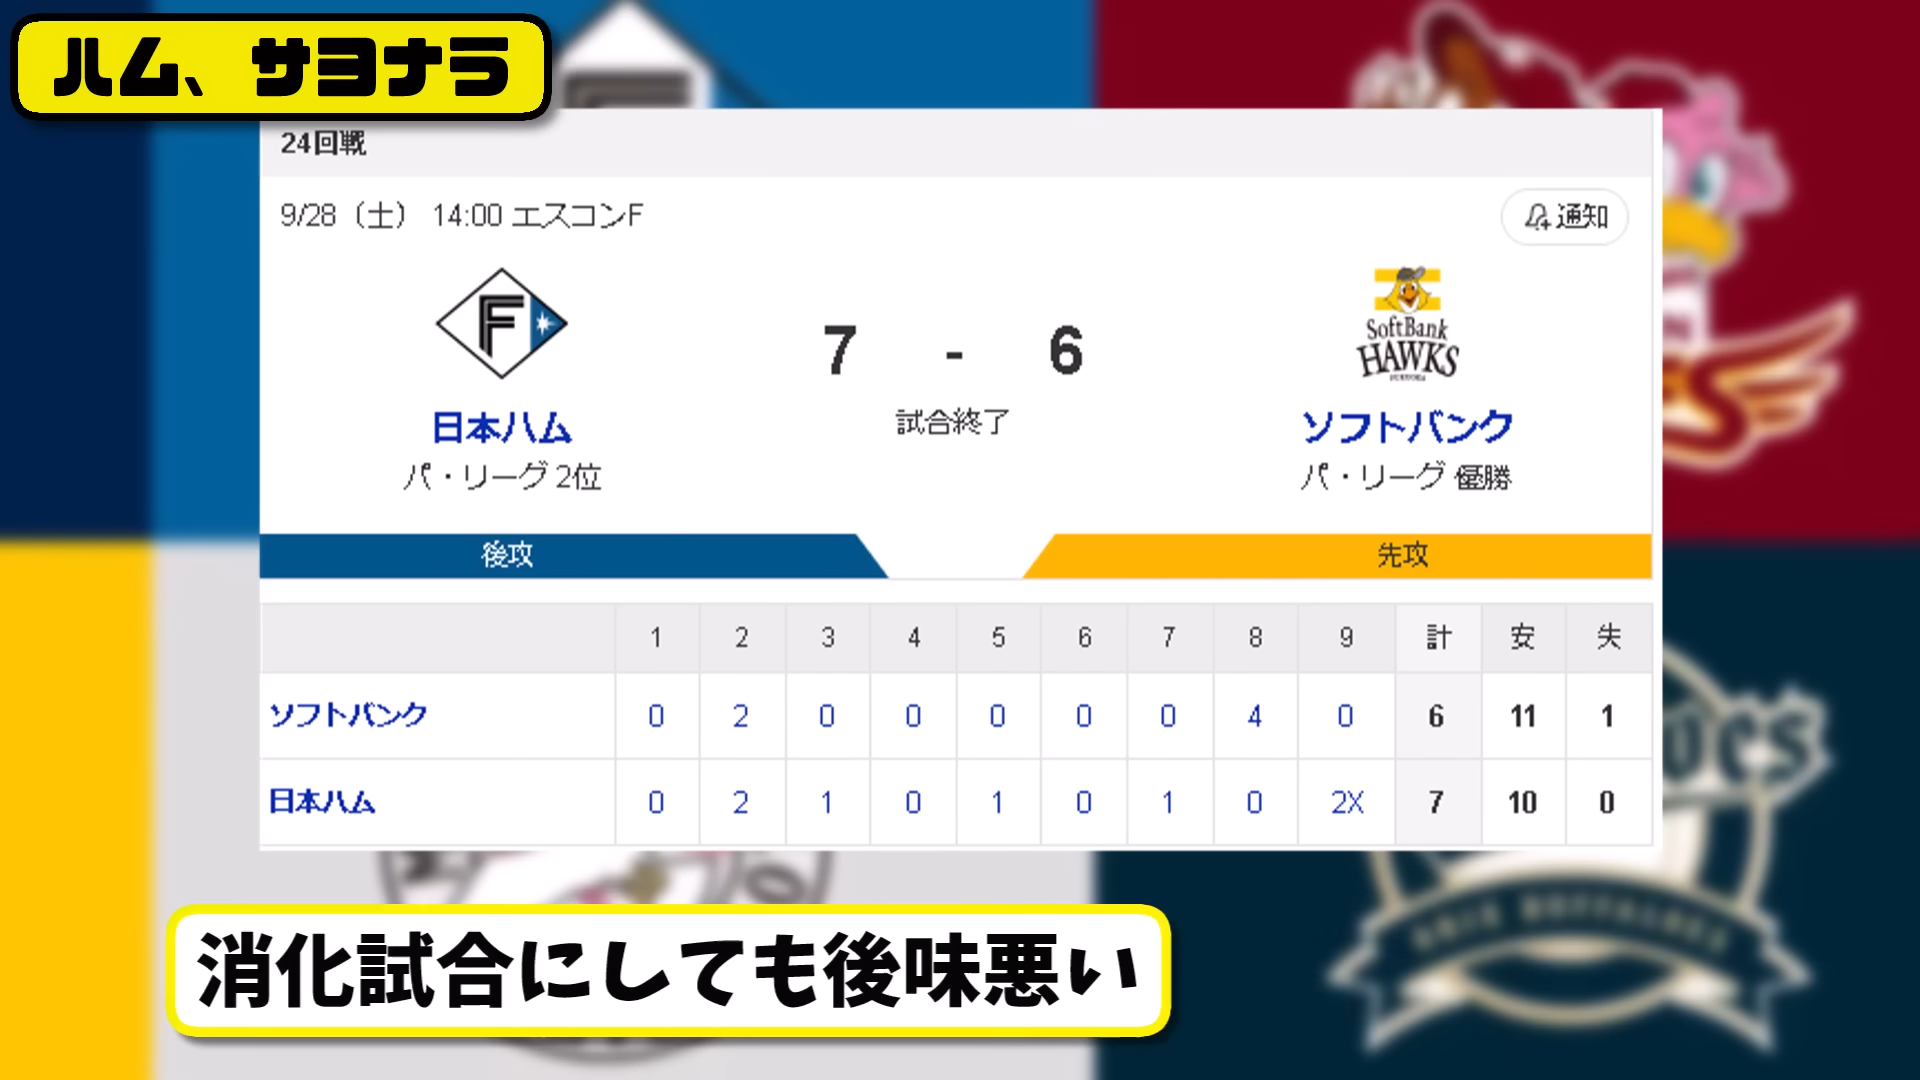 ハム、サヨナラ
24回戦
9/28（土） 14:00 エスコンF
通知
F
7 - 6
SoftBank
HAWKS
FUKUOKA
試合終了
日本ハム
ソフトバンク
パ・リーグ 2位
パ・リーグ 優勝
後攻
先攻
1 2 3 4 5 6 7 8 9 計 安 失
ソフトバンク 0 2 0 0 0 0 0 4 0 6 11 1
日本ハム 0 2 1 0 1 0 1 0 2X 7 10 0
消化試合にしても後味悪い